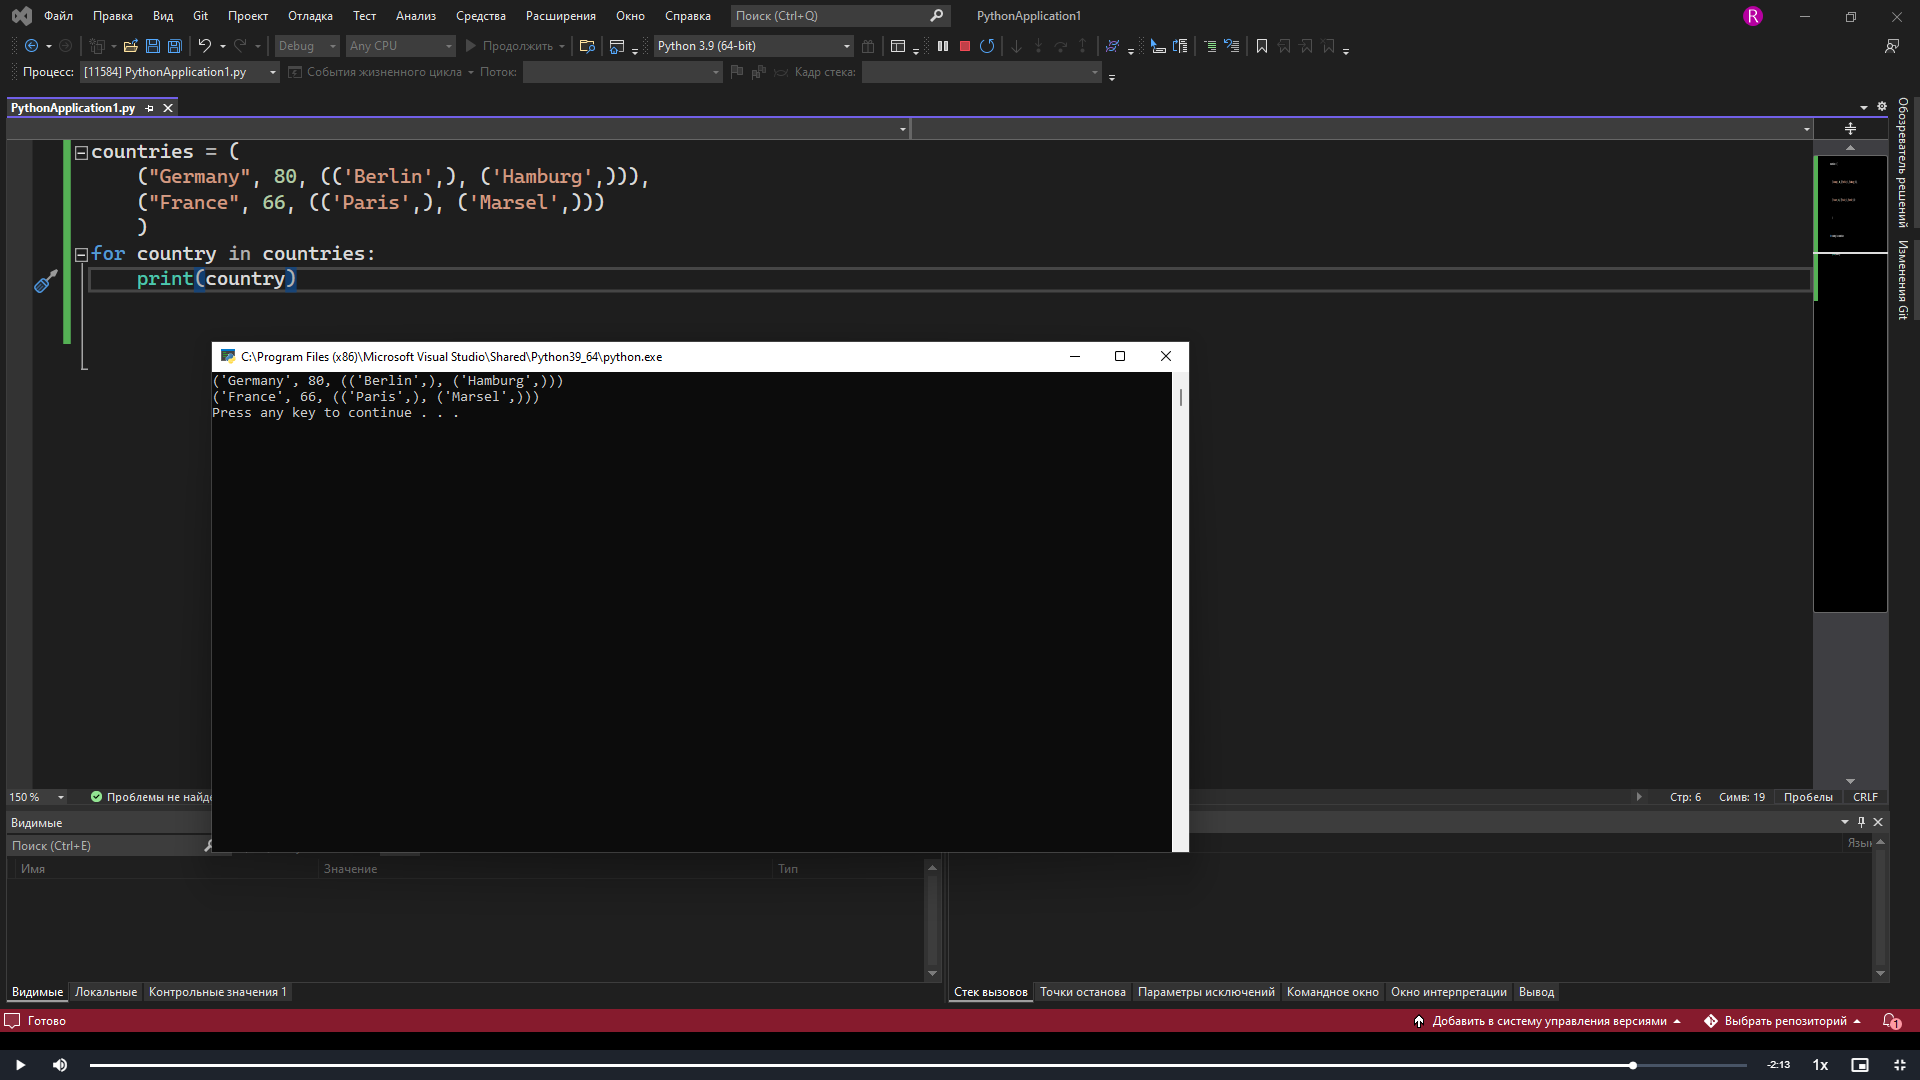 Файл Правка Вид Git Проект Отладка Тест Анализ Средства Расширения Окно Справка Поиск (Ctrl+Q) PythonApplication1 R
Debug Any CPU Продолжить Python 3.9 (64-bit)
Процесс: [11584] PythonApplication1.py События жизненного цикла Поток: Кадр стека:
PythonApplication1.py
countries = (
("Germany", 80, (('Berlin',), ('Hamburg',))),
("France", 66, (('Paris',), ('Marsel',)))
)
for country in countries:
print(country)
Обозреватель решений
Изменения Git
C:\Program Files (x86)\Microsoft Visual Studio\Shared\Python39_64\python.exe
('Germany', 80, (('Berlin',), ('Hamburg',)))
('France', 66, (('Paris',), ('Marsel',)))
Press any key to continue . . .
150 % Проблемы не найде Стр: 6 Симв: 19 Пробелы CRLF
Видимые
Поиск (Ctrl+E) Язык
Имя Значение Тип
Видимые Локальные Контрольные значения 1 Стек вызовов Точки останова Параметры исключений Командное окно Окно интерпретации Вывод
Готово Добавить в систему управления версиями Выбрать репозиторий 1
-2:13 1x